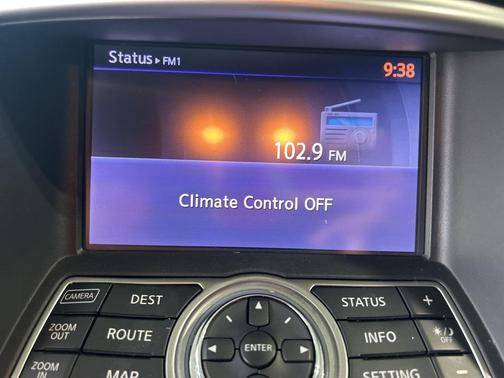 Status ▸ FM1
9:38
102.9 FM
Climate Control OFF
CAMERA
DEST
STATUS
+
ZOOM OUT
ROUTE
ENTER
INFO
ZOOM IN
MAP
SETTING
−